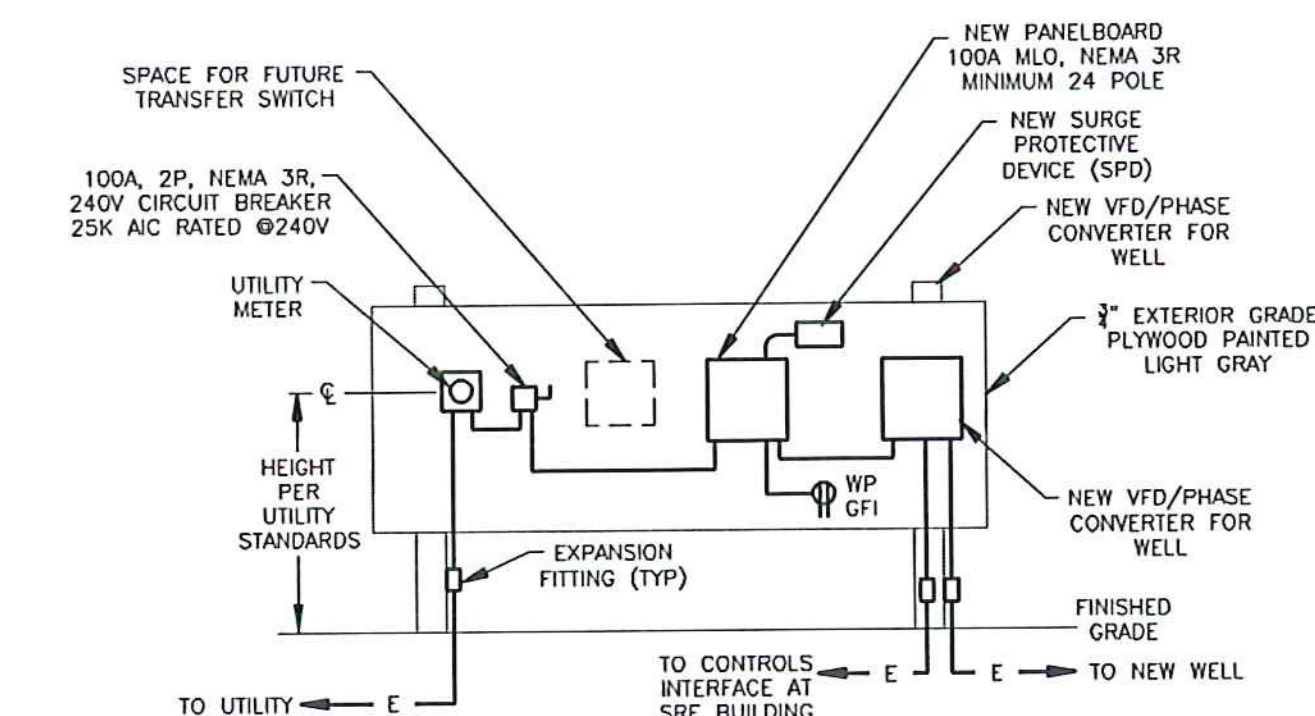 NEW PANELBOARD
100A MLO, NEMA 3R
MINIMUM 24 POLE
SPACE FOR FUTURE
TRANSFER SWITCH
NEW SURGE
PROTECTIVE
DEVICE (SPD)
100A, 2P, NEMA 3R,
240V CIRCUIT BREAKER
25K AIC RATED @240V
NEW VFD/PHASE
CONVERTER FOR
WELL
UTILITY
METER
3/4" EXTERIOR GRADE
PLYWOOD PAINTED
LIGHT GRAY
℄
HEIGHT
PER
UTILITY
STANDARDS
WP
GFI
NEW VFD/PHASE
CONVERTER FOR
WELL
EXPANSION
FITTING (TYP)
FINISHED
GRADE
TO CONTROLS
INTERFACE AT
SRE BUILDING
E
E
TO NEW WELL
TO UTILITY
E